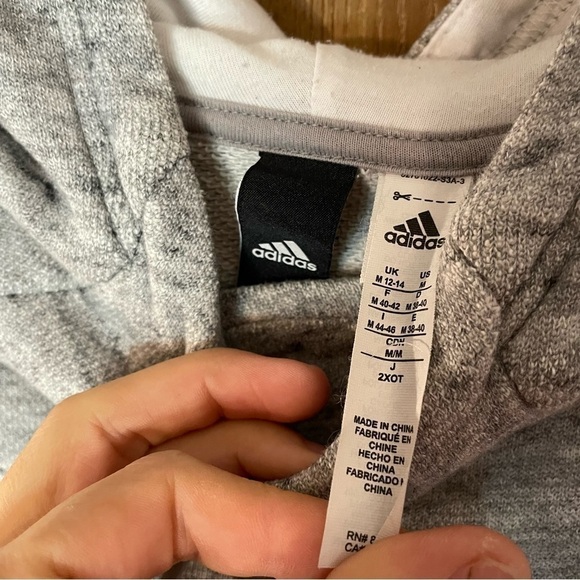 adidas
adidas
UK US
M 12-14 M
F D
M 40-42 M 38-40
I E
M 44-46 M 38-40
CDN
M/M
J
2XOT
MADE IN CHINA
FABRIQUÉ EN
CHINE
HECHO EN
CHINA
FABRICADO
CHINA
RN#